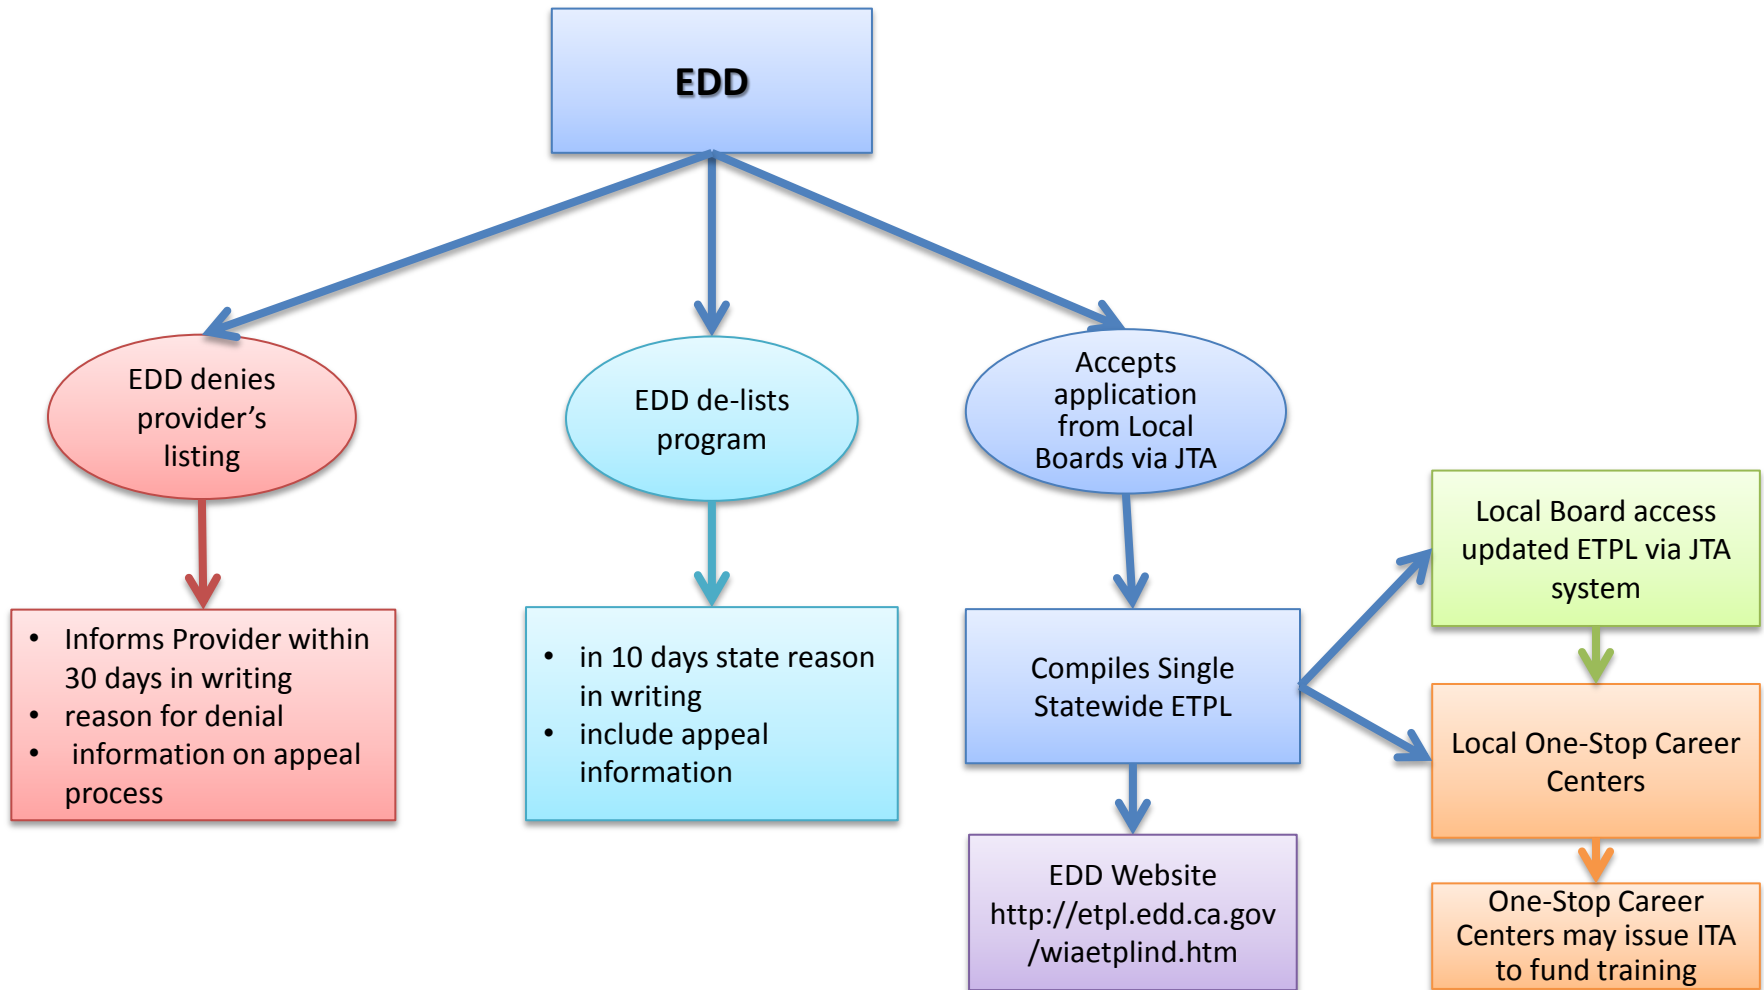 EDD
EDD denies
provider’s
listing
EDD de-lists
program
Accepts
application
from Local
Boards via JTA
• Informs Provider within
30 days in writing
• reason for denial
• information on appeal
process
• in 10 days state reason
in writing
• include appeal
information
Compiles Single
Statewide ETPL
EDD Website
http://etpl.edd.ca.gov
/wiaetplind.htm
Local Board access
updated ETPL via JTA
system
Local One-Stop Career
Centers
One-Stop Career
Centers may issue ITA
to fund training